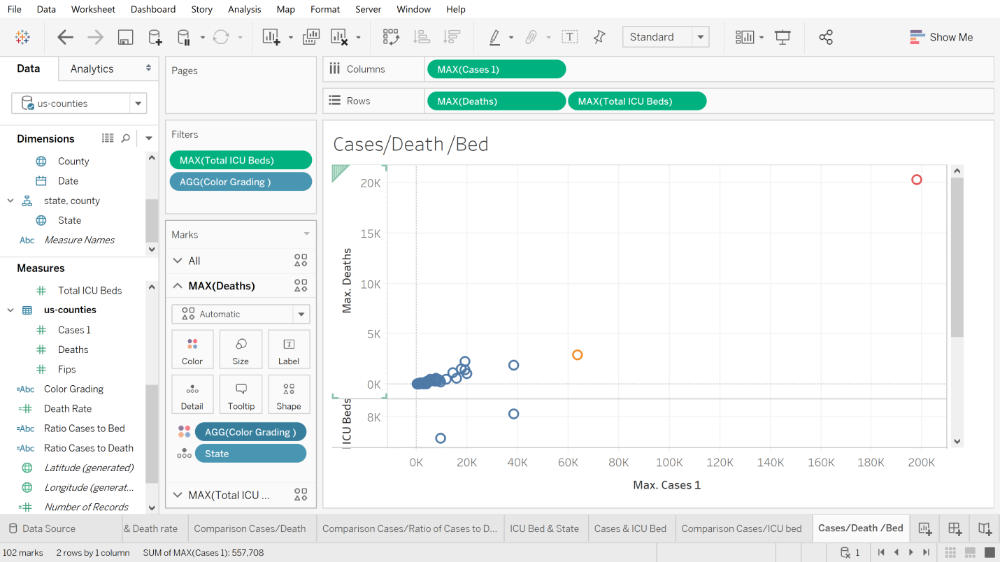 File Data Worksheet Dashboard Story Analysis Map Format Server Window Help
Standard
Show Me
Data
Analytics
us-counties
Dimensions
County
Date
state, county
State
Abc Measure Names
Measures
Total ICU Beds
us-counties
Cases 1
Deaths
Fips
=Abc Color Grading
Death Rate
=Abc Ratio Cases to Bed
=Abc Ratio Cases to Death
Latitude (generated)
Longitude (generat...
Number of Records
Pages
Filters
MAX(Total ICU Beds)
AGG(Color Grading )
Marks
All
MAX(Deaths)
Automatic
Color
Size
Label
Detail
Tooltip
Shape
AGG(Color Grading )
State
MAX(Total ICU ...
Columns
MAX(Cases 1)
Rows
MAX(Deaths)
MAX(Total ICU Beds)
Cases/Death /Bed
20K
15K
10K
5K
0K
Max. Deaths
8K
ICU Beds
0K 20K 40K 60K 80K 100K 120K 140K 160K 180K 200K
Max. Cases 1
Data Source
& Death rate
Comparison Cases/Death
Comparison Cases/Ratio of Cases to D...
ICU Bed & State
Cases & ICU Bed
Comparison Cases/ICU bed
Cases/Death /Bed
102 marks
2 rows by 1 column
SUM of MAX(Cases 1): 557,708
1